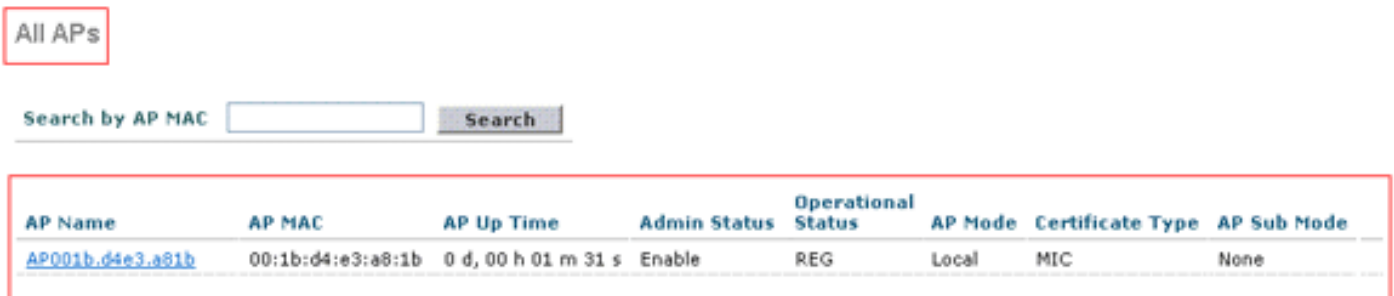 All APs
Search by AP MAC Search
AP Name AP MAC AP Up Time Admin Status Operational Status AP Mode Certificate Type AP Sub Mode
AP001b.d4e3.a81b 00:1b:d4:e3:a8:1b 0 d, 00 h 01 m 31 s Enable REG Local MIC None